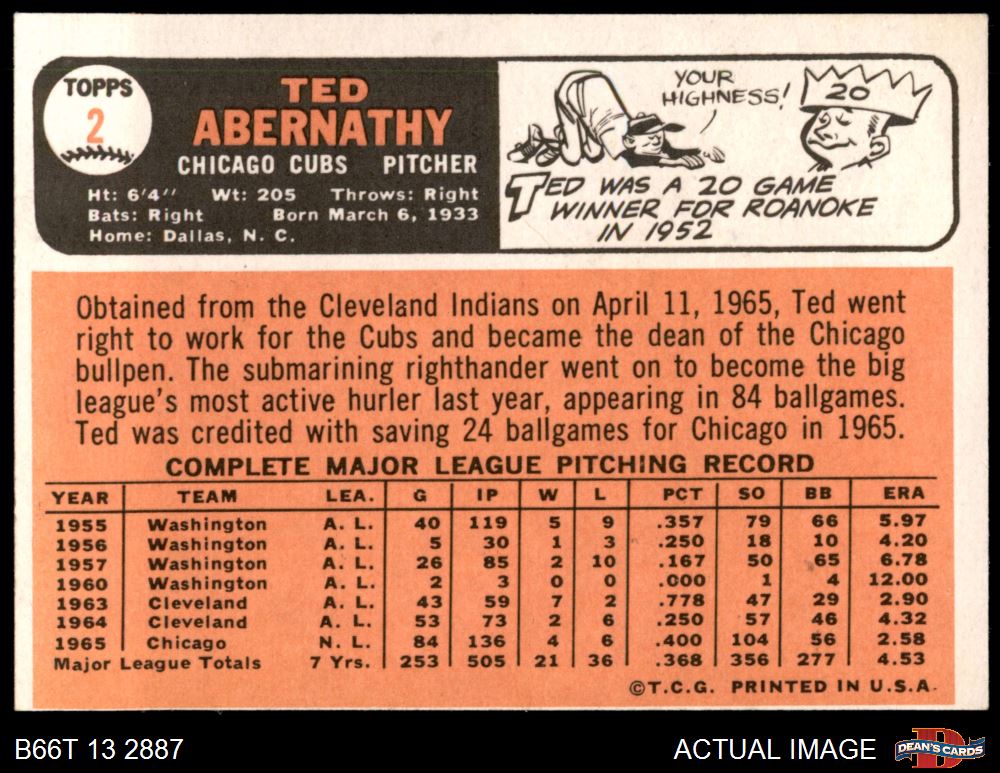 TOPPS
2
TED
ABERNATHY
CHICAGO CUBS PITCHER
Ht: 6'4" Wt: 205 Throws: Right
Bats: Right Born March 6, 1933
Home: Dallas, N. C.
YOUR
HIGHNESS!
20
TED WAS A 20 GAME
WINNER FOR ROANOKE
IN 1952
Obtained from the Cleveland Indians on April 11, 1965, Ted went
right to work for the Cubs and became the dean of the Chicago
bullpen. The submarining righthander went on to become the big
league's most active hurler last year, appearing in 84 ballgames.
Ted was credited with saving 24 ballgames for Chicago in 1965.
COMPLETE MAJOR LEAGUE PITCHING RECORD
YEAR TEAM LEA. G IP W L PCT SO BB ERA
1955 Washington A. L. 40 119 5 9 .357 79 66 5.97
1956 Washington A. L. 5 30 1 3 .250 18 10 4.20
1957 Washington A. L. 26 85 2 10 .167 50 65 6.78
1960 Washington A. L. 2 3 0 0 .000 1 4 12.00
1963 Cleveland A. L. 43 59 7 2 .778 47 29 2.90
1964 Cleveland A. L. 53 73 2 6 .250 57 46 4.32
1965 Chicago N. L. 84 136 4 6 .400 104 56 2.58
Major League Totals 7 Yrs. 253 505 21 36 .368 356 277 4.53
©T.C.G. PRINTED IN U.S.A.
B66T 13 2887 ACTUAL IMAGE
D
DEAN'S CARDS